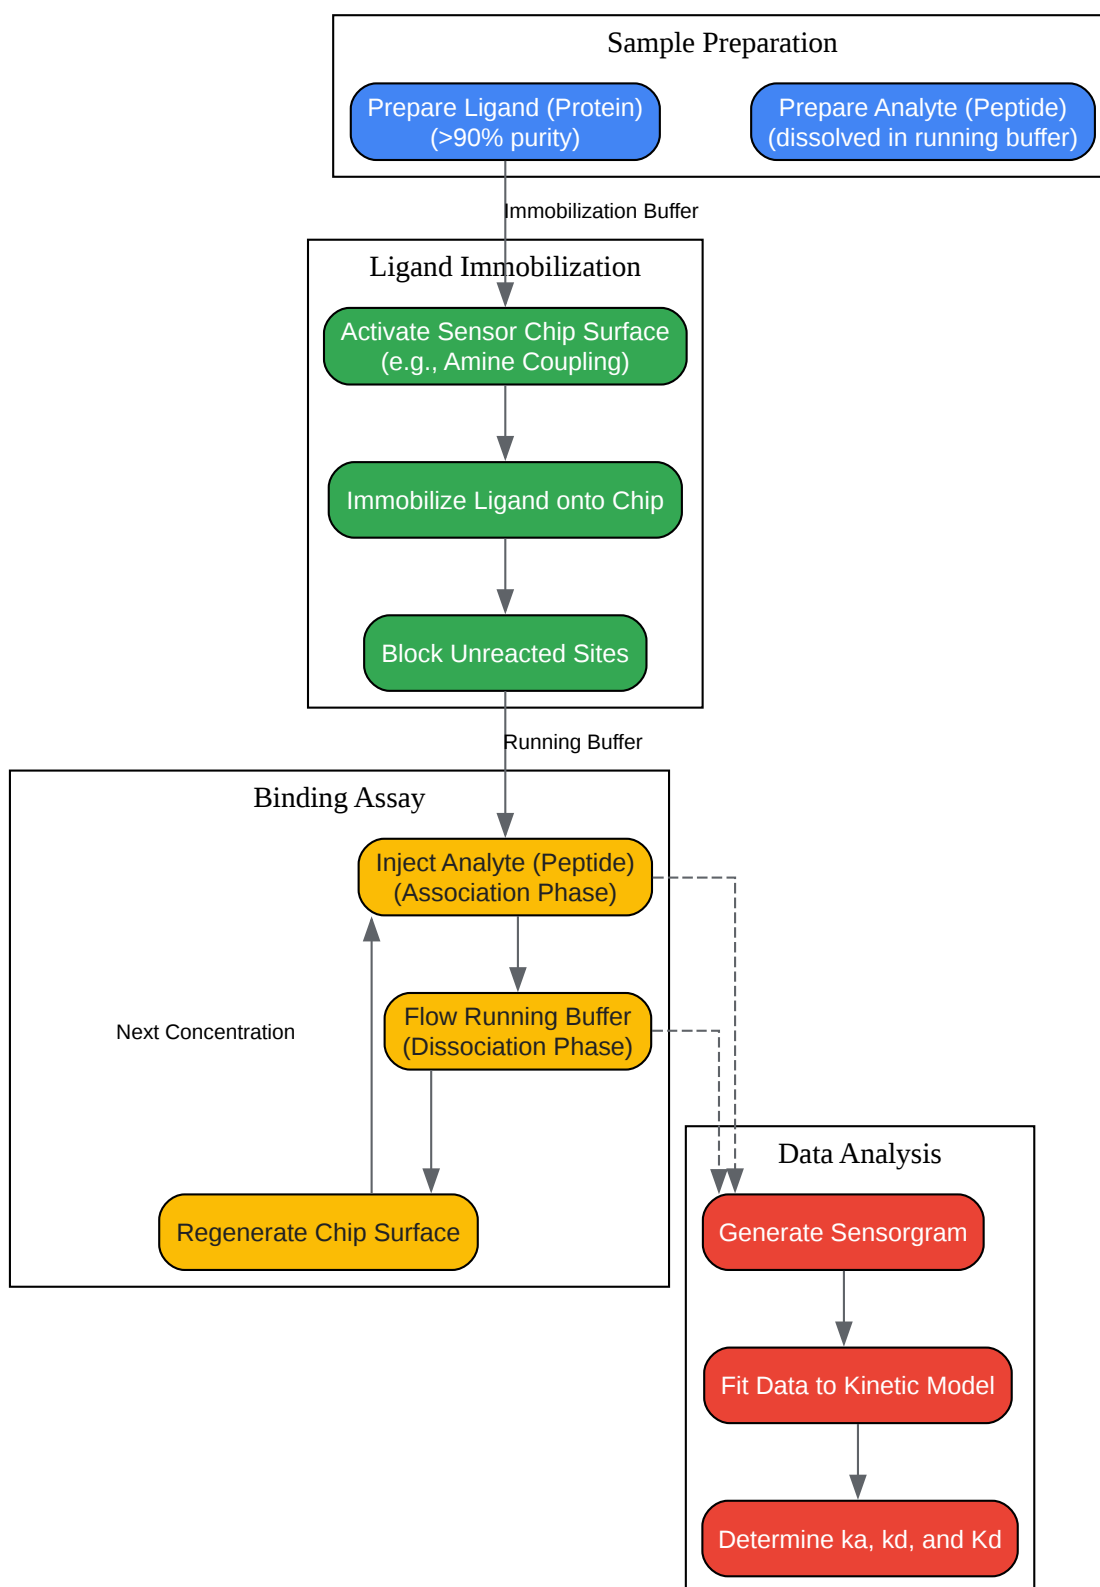 Sample Preparation
Prepare Ligand (Protein)
(>90% purity)
Prepare Analyte (Peptide)
(dissolved in running buffer)
Immobilization Buffer
Ligand Immobilization
Activate Sensor Chip Surface
(e.g., Amine Coupling)
Immobilize Ligand onto Chip
Block Unreacted Sites
Running Buffer
Binding Assay
Inject Analyte (Peptide)
(Association Phase)
Flow Running Buffer
(Dissociation Phase)
Next Concentration
Regenerate Chip Surface
Data Analysis
Generate Sensorgram
Fit Data to Kinetic Model
Determine ka, kd, and Kd